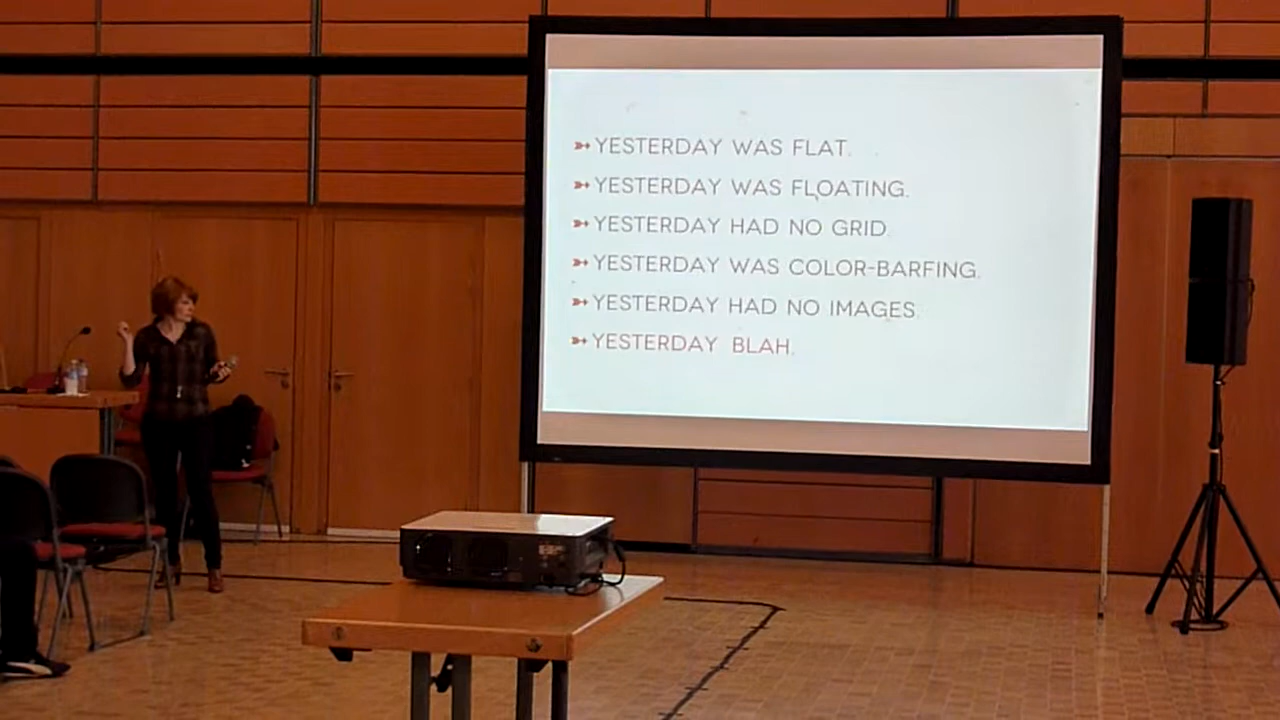 YESTERDAY WAS FLAT.
YESTERDAY WAS FLOATING.
YESTERDAY HAD NO GRID.
YESTERDAY WAS COLOR-BARFING.
YESTERDAY HAD NO IMAGES.
YESTERDAY BLAH.